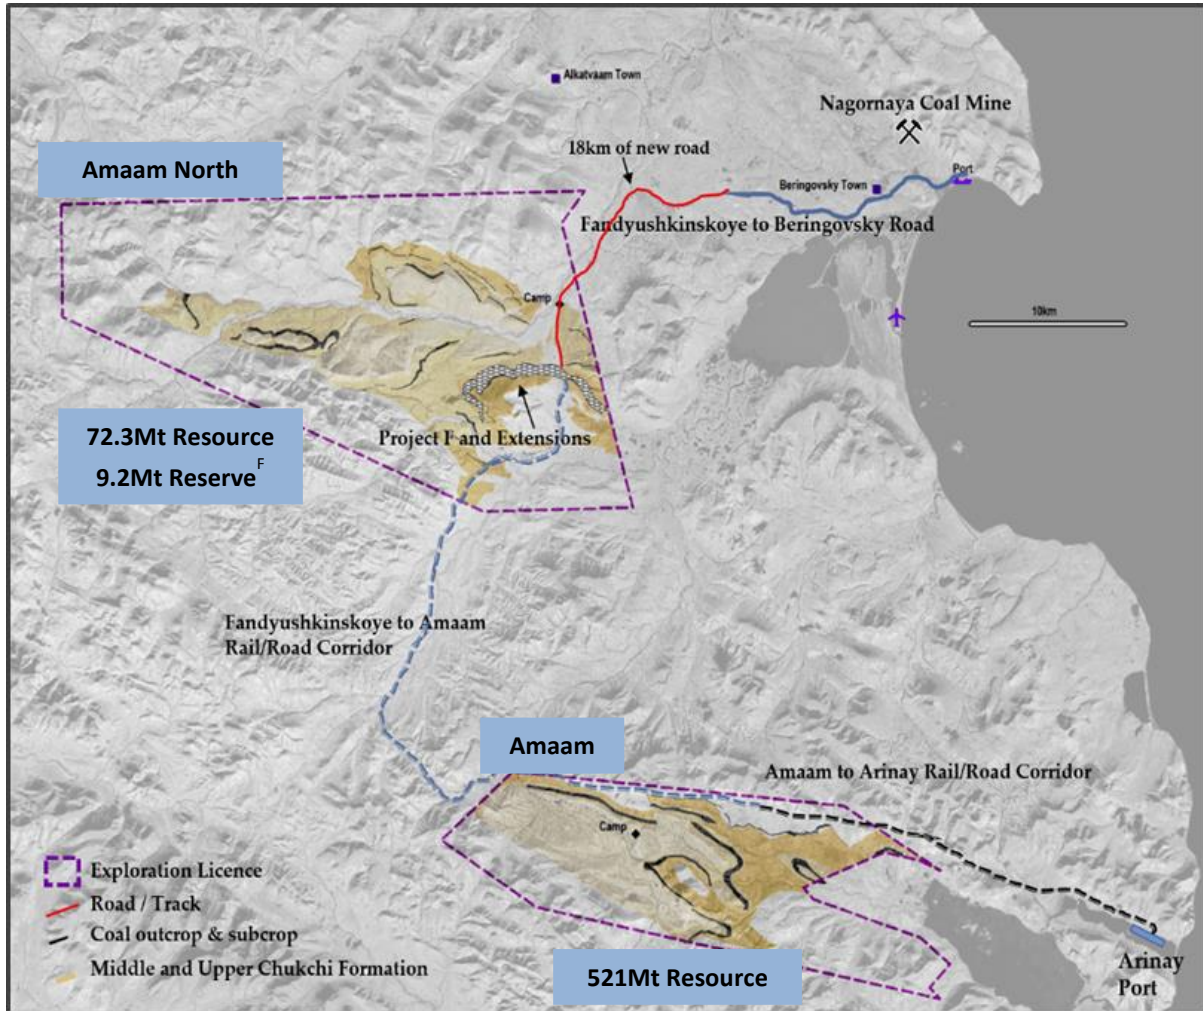 Alkatvaam Town
Nagornaya Coal Mine
Amaam North
18km of new road
Port
Beringovsky Town
Fandyushkinskoye to Beringovsky Road
Camp
10km
72.3Mt Resource
9.2Mt Reserve F
Project F and Extensions
Fandyushkinskoye to Amaam
Rail/Road Corridor
Amaam
Amaam to Arinay Rail/Road Corridor
Camp
Exploration Licence
Road / Track
Coal outcrop & subcrop
Middle and Upper Chukchi Formation
521Mt Resource
Arinay
Port